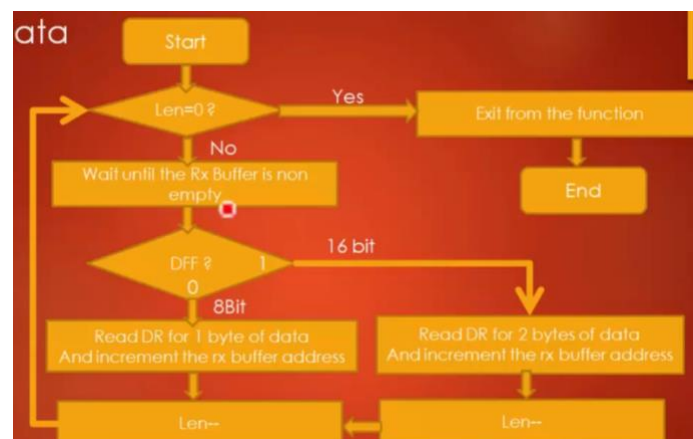 ata
Start
Len=0 ?
Yes
Exit from the function
No
Wait until the Rx Buffer is non
empty
End
DFF ?
1
16 bit
0
8Bit
Read DR for 1 byte of data
And increment the rx buffer address
Read DR for 2 bytes of data
And increment the rx buffer address
Len--
Len--